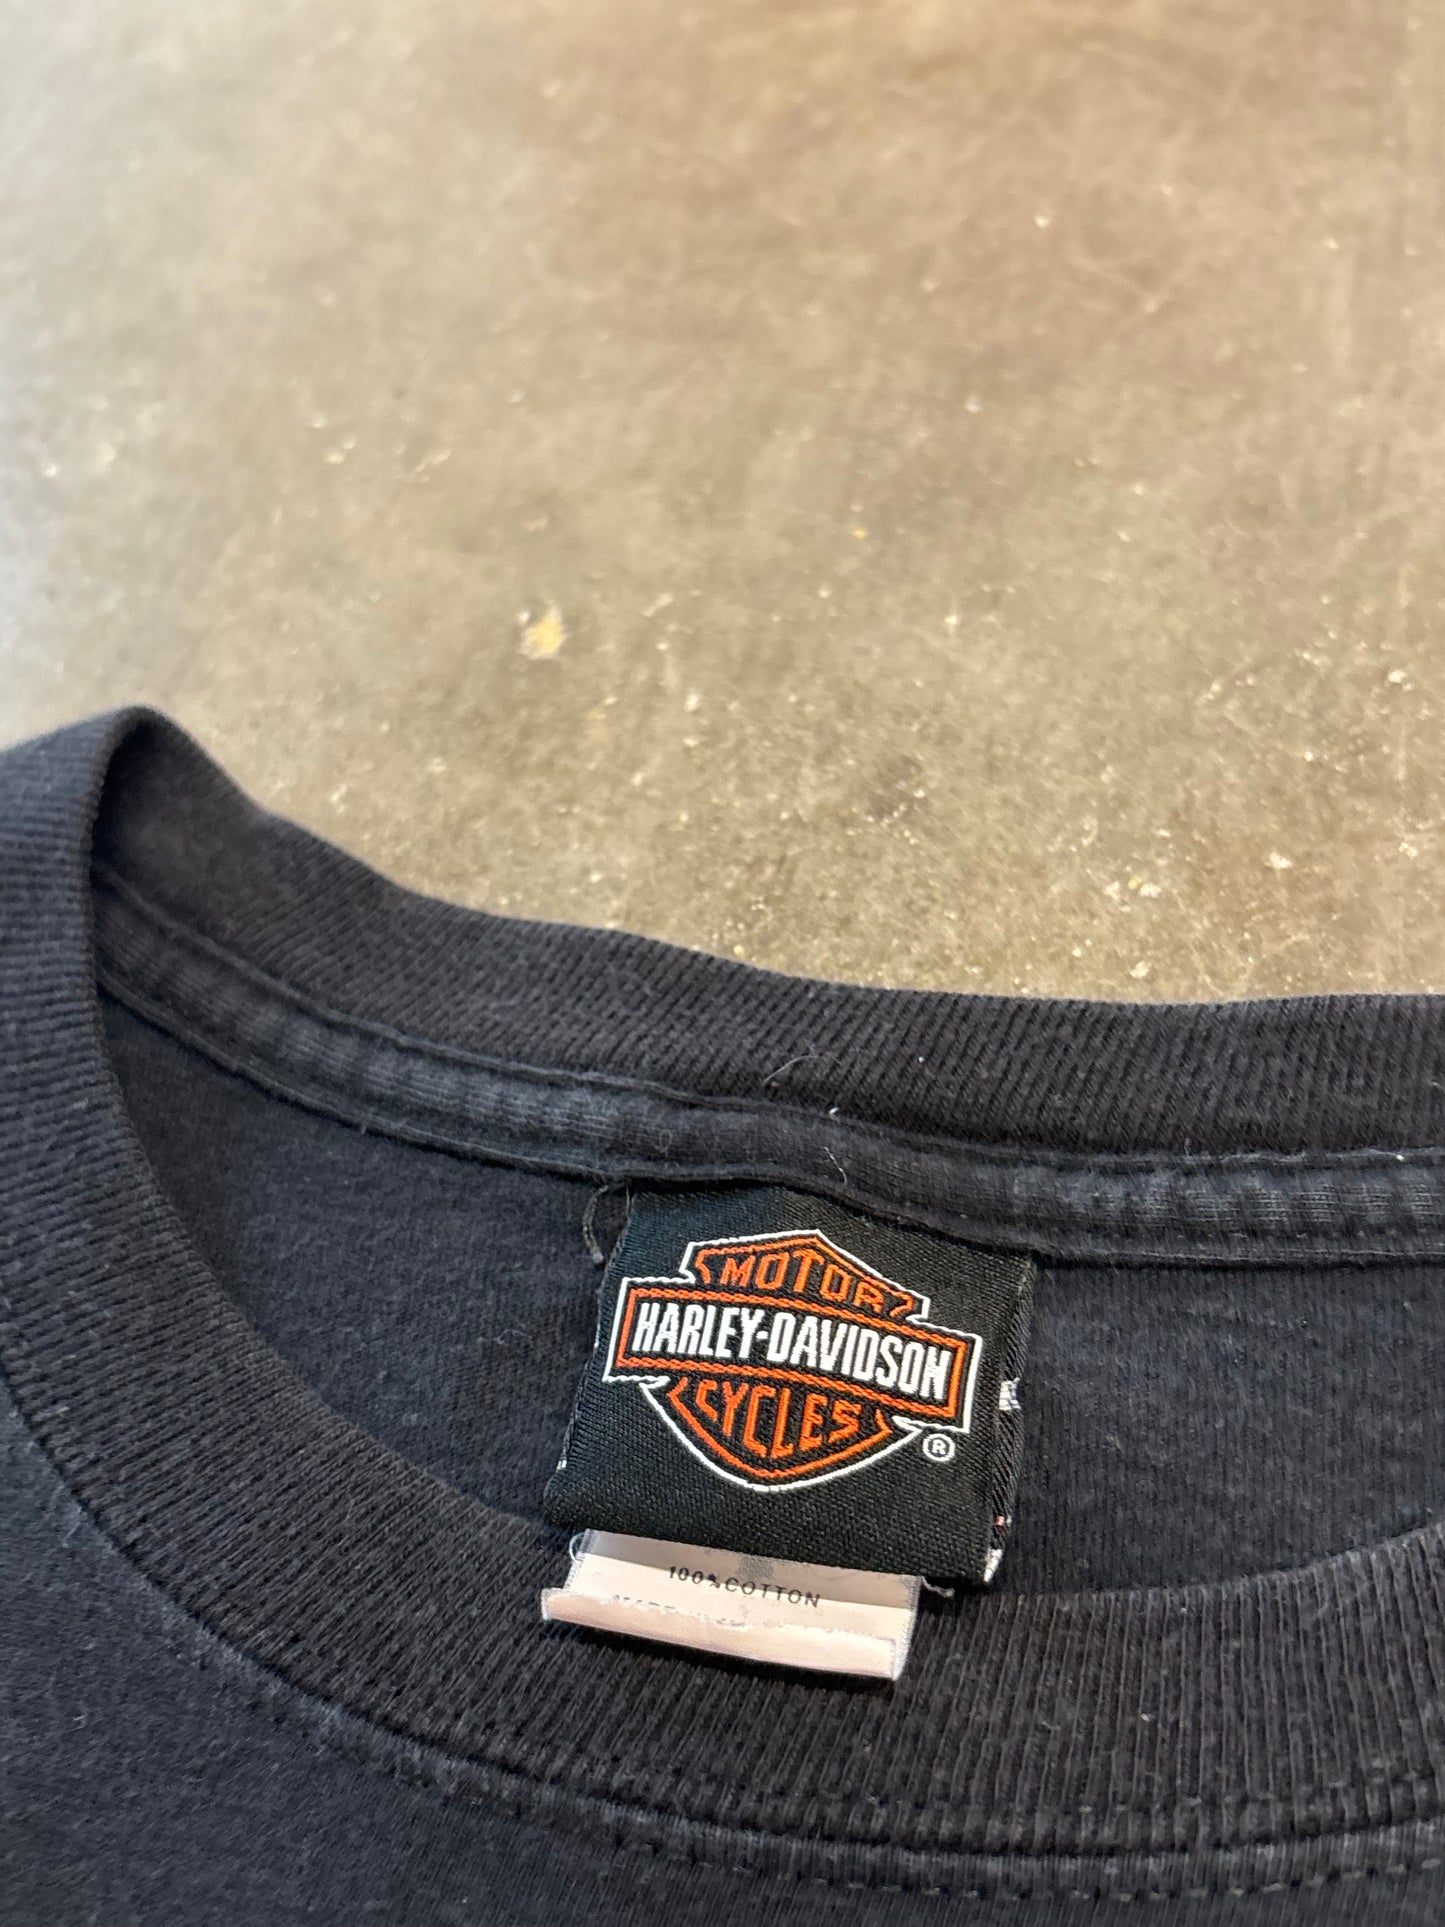 MOTOR
HARLEY-DAVIDSON
CYCLES
®
100% COTTON